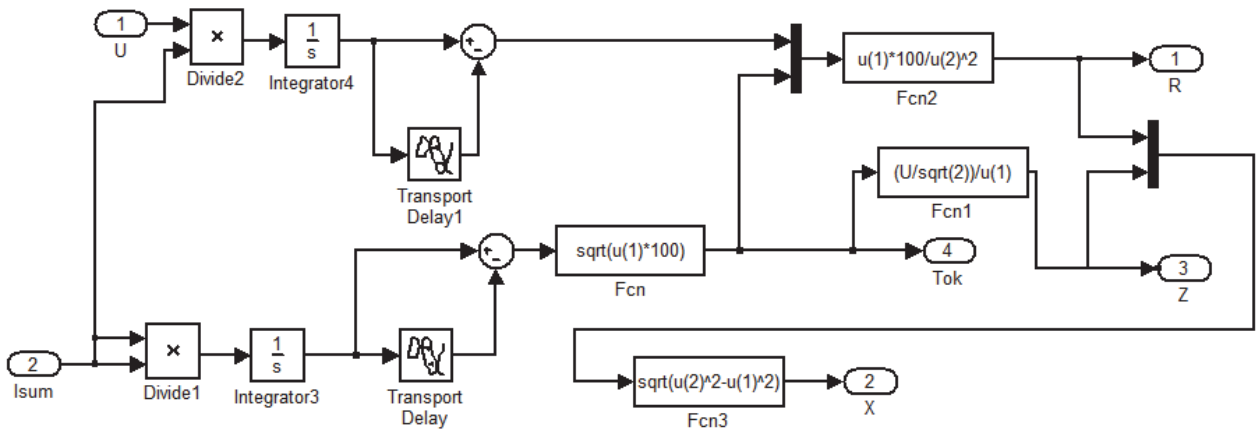 1
U
×
Divide2
1
s
Integrator4
+
-
Transport
Delay1
u(1)*100/u(2)^2
Fcn2
1
R
(U/sqrt(2))/u(1)
Fcn1
+
-
sqrt(u(1)*100)
Fcn
4
Tok
3
Z
2
Isum
×
Divide1
1
s
Integrator3
Transport
Delay
sqrt(u(2)^2-u(1)^2)
Fcn3
2
X